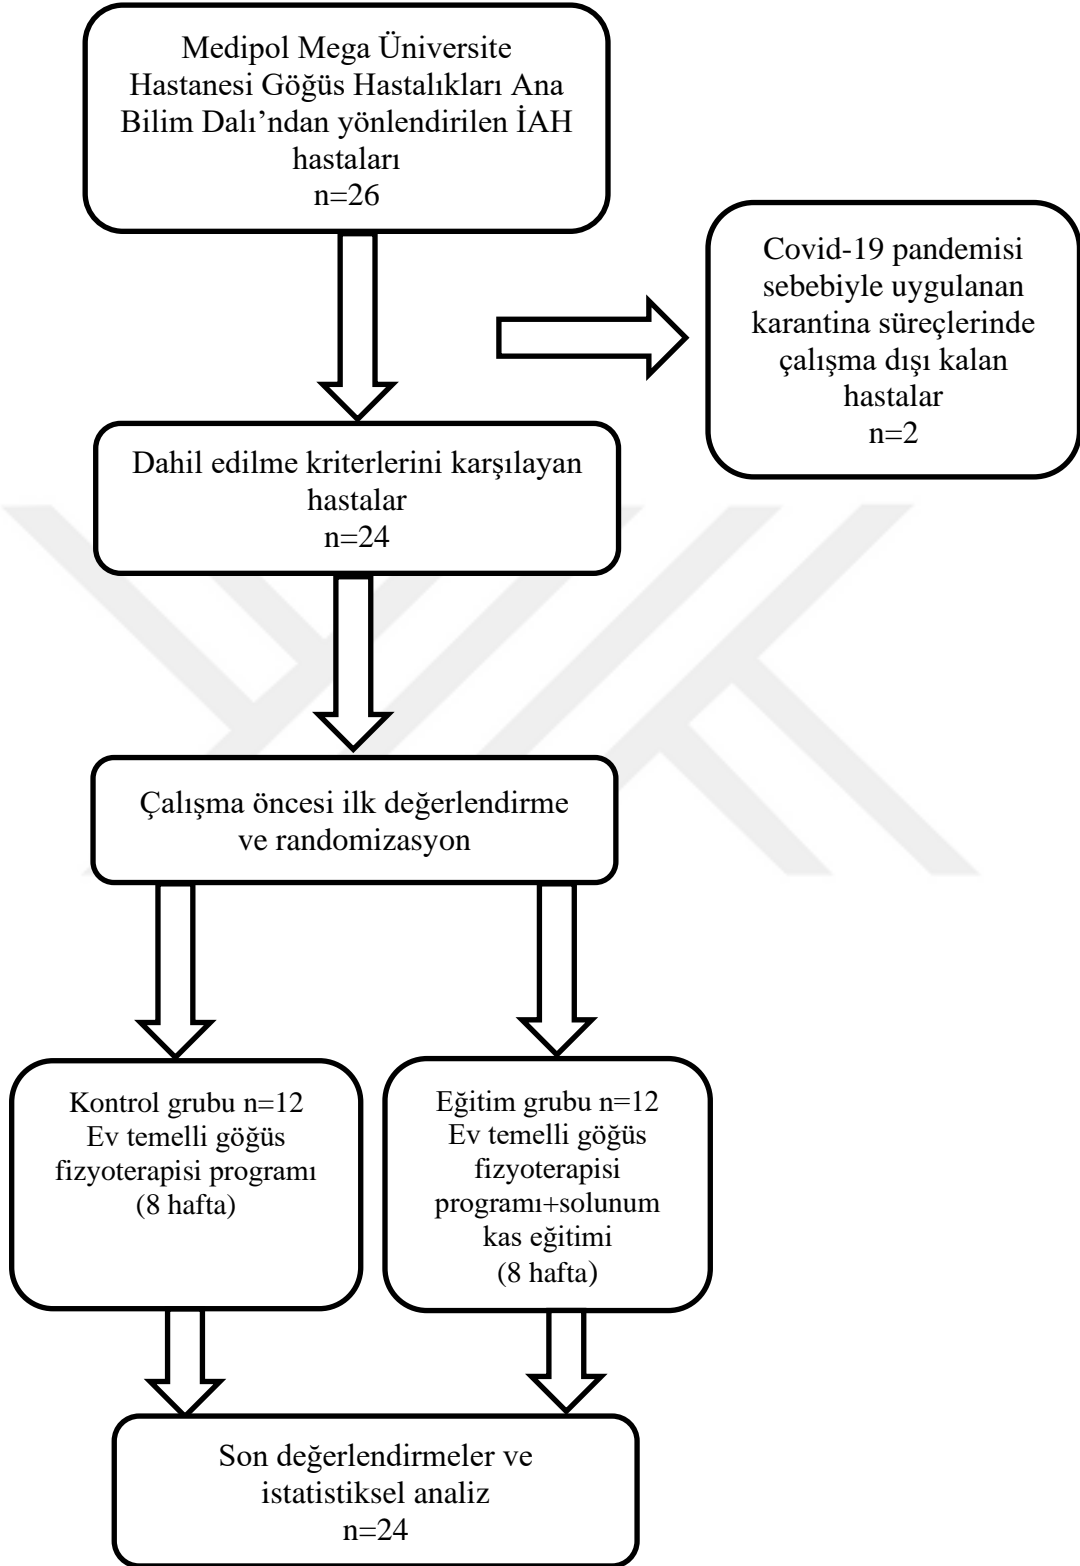 Medipol Mega Üniversite
Hastanesi Göğüs Hastalıkları Ana
Bilim Dalı’ndan yönlendirilen İAH
hastaları
n=26
Covid-19 pandemisi
sebebiyle uygulanan
karantina süreçlerinde
çalışma dışı kalan
hastalar
n=2
Dahil edilme kriterlerini karşılayan
hastalar
n=24
Çalışma öncesi ilk değerlendirme
ve randomizasyon
Kontrol grubu n=12
Ev temelli göğüs
fizyoterapisi programı
(8 hafta)
Eğitim grubu n=12
Ev temelli göğüs
fizyoterapisi
programı+solunum
kas eğitimi
(8 hafta)
Son değerlendirmeler ve
istatistiksel analiz
n=24